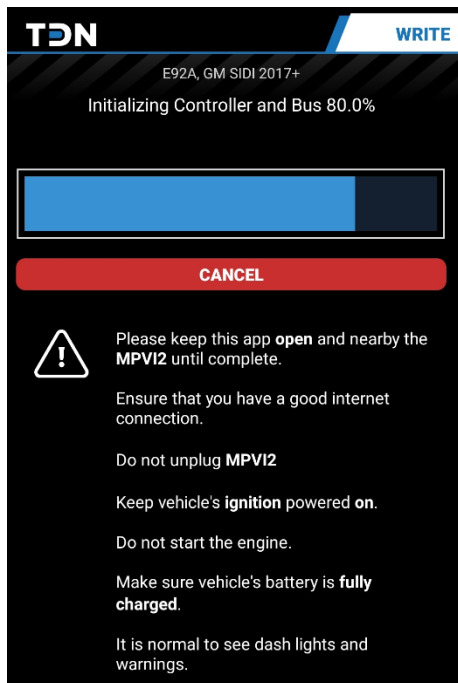 TDN
WRITE
E92A, GM SIDI 2017+
Initializing Controller and Bus 80.0%
CANCEL
Please keep this app open and nearby the
MPVI2 until complete.
Ensure that you have a good internet
connection.
Do not unplug MPVI2
Keep vehicle's ignition powered on.
Do not start the engine.
Make sure vehicle's battery is fully
charged.
It is normal to see dash lights and
warnings.